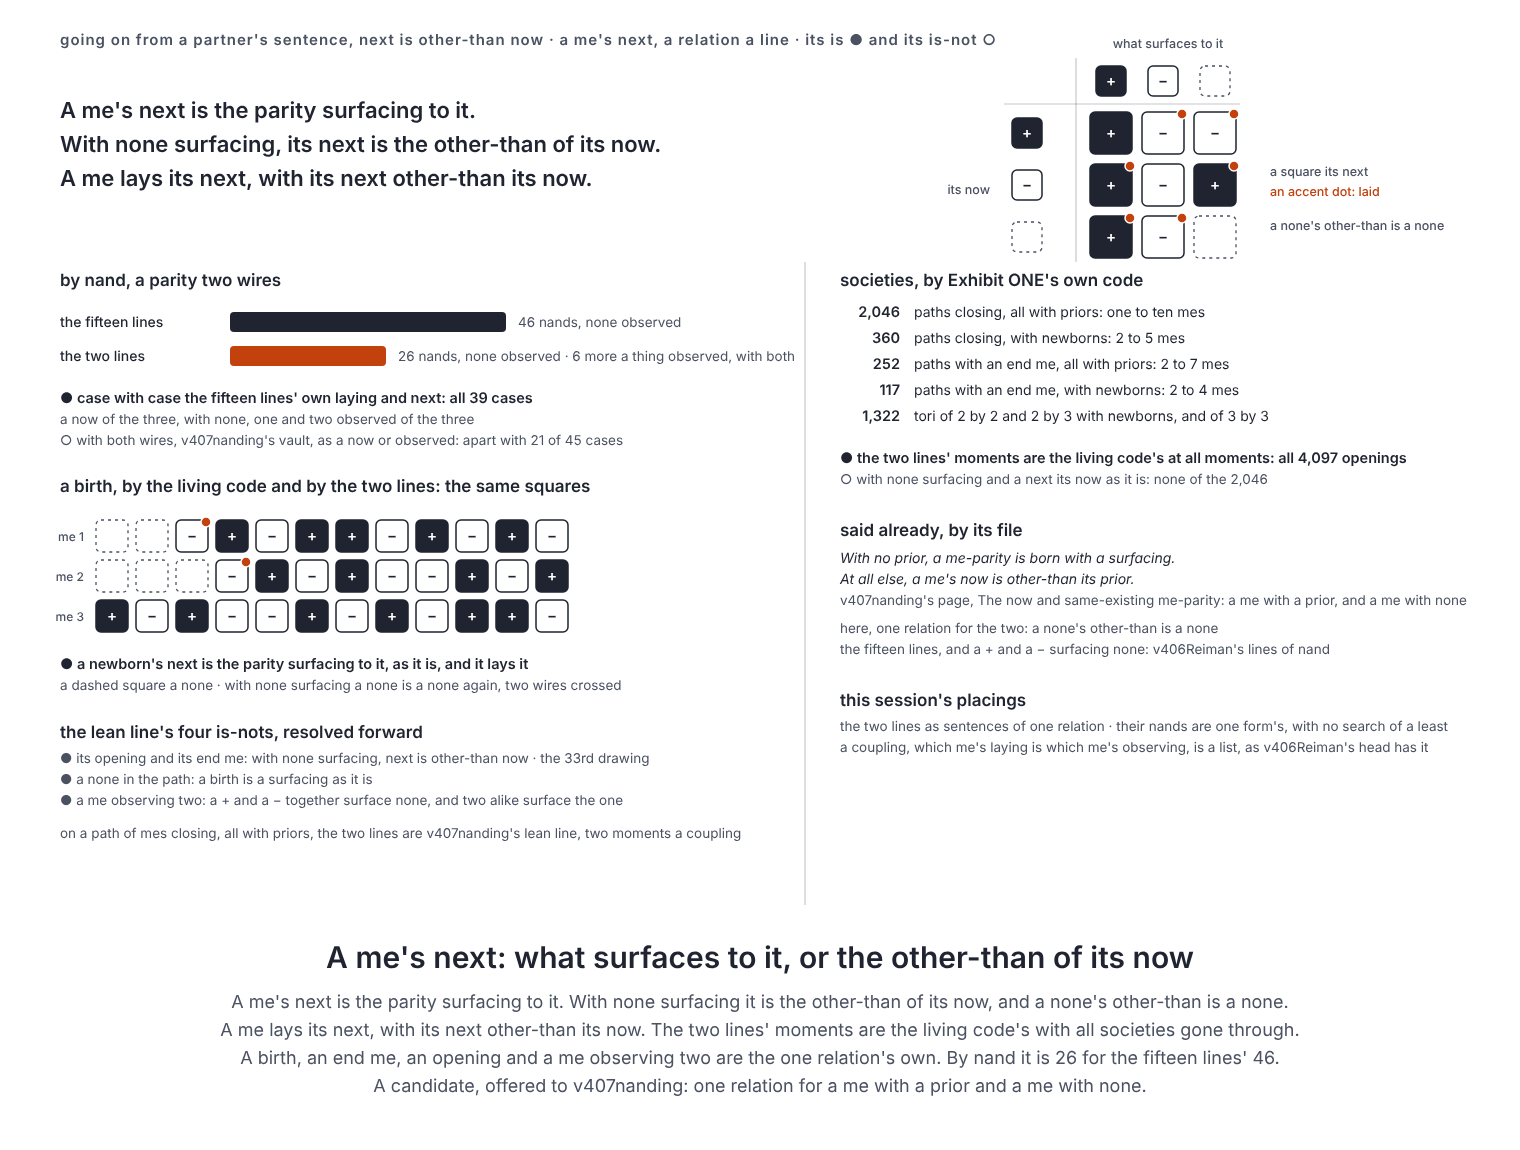 going on from a partner's sentence, next is other-than now · a me's next, a relation a line · its is ● and its is-not ○
what surfaces to it
+ −
A me's next is the parity surfacing to it.
With none surfacing, its next is the other-than of its now.
A me lays its next, with its next other-than its now.
+ + − −
its now
− + − +
+ −
a square its next
an accent dot: laid
a none's other-than is a none
by nand, a parity two wires
the fifteen lines
46 nands, none observed
the two lines
26 nands, none observed · 6 more a thing observed, with both
● case with case the fifteen lines' own laying and next: all 39 cases
a now of the three, with none, one and two observed of the three
○ with both wires, v407nanding's vault, as a now or observed: apart with 21 of 45 cases
a birth, by the living code and by the two lines: the same squares
me 1 − + − + + − + − + −
me 2 − + − + − − + − +
me 3 + − + − − + − + − + + −
● a newborn's next is the parity surfacing to it, as it is, and it lays it
a dashed square a none · with none surfacing a none is a none again, two wires crossed
the lean line's four is-nots, resolved forward
● its opening and its end me: with none surfacing, next is other-than now · the 33rd drawing
● a none in the path: a birth is a surfacing as it is
● a me observing two: a + and a − together surface none, and two alike surface the one
on a path of mes closing, all with priors, the two lines are v407nanding's lean line, two moments a coupling
societies, by Exhibit ONE's own code
2,046 paths closing, all with priors: one to ten mes
360 paths closing, with newborns: 2 to 5 mes
252 paths with an end me, all with priors: 2 to 7 mes
117 paths with an end me, with newborns: 2 to 4 mes
1,322 tori of 2 by 2 and 2 by 3 with newborns, and of 3 by 3
● the two lines' moments are the living code's at all moments: all 4,097 openings
○ with none surfacing and a next its now as it is: none of the 2,046
said already, by its file
With no prior, a me-parity is born with a surfacing.
At all else, a me's now is other-than its prior.
v407nanding's page, The now and same-existing me-parity: a me with a prior, and a me with none
here, one relation for the two: a none's other-than is a none
the fifteen lines, and a + and a − surfacing none: v406Reiman's lines of nand
this session's placings
the two lines as sentences of one relation · their nands are one form's, with no search of a least
a coupling, which me's laying is which me's observing, is a list, as v406Reiman's head has it
A me's next: what surfaces to it, or the other-than of its now
A me's next is the parity surfacing to it. With none surfacing it is the other-than of its now, and a none's other-than is a none.
A me lays its next, with its next other-than its now. The two lines' moments are the living code's with all societies gone through.
A birth, an end me, an opening and a me observing two are the one relation's own. By nand it is 26 for the fifteen lines' 46.
A candidate, offered to v407nanding: one relation for a me with a prior and a me with none.